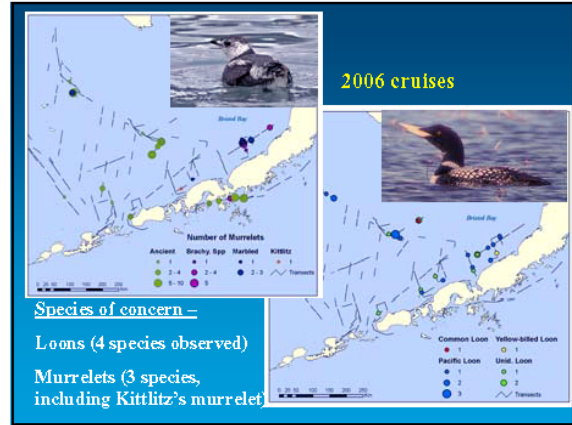 2006 cruises
Bristol Bay
Number of Murrelets
Ancient Brachy. Spp Marbled Kittlitz
1 1 1 1
2 - 4 2 - 4 2 - 3 Transects
5 - 10 5
Bristol Bay
Common Loon Yellow-billed Loon
1 1
Pacific Loon Unid. Loon
1 1
2 2
3 Transects
Species of concern –
Loons (4 species observed)
Murrelets (3 species,
including Kittlitz's murrelet)